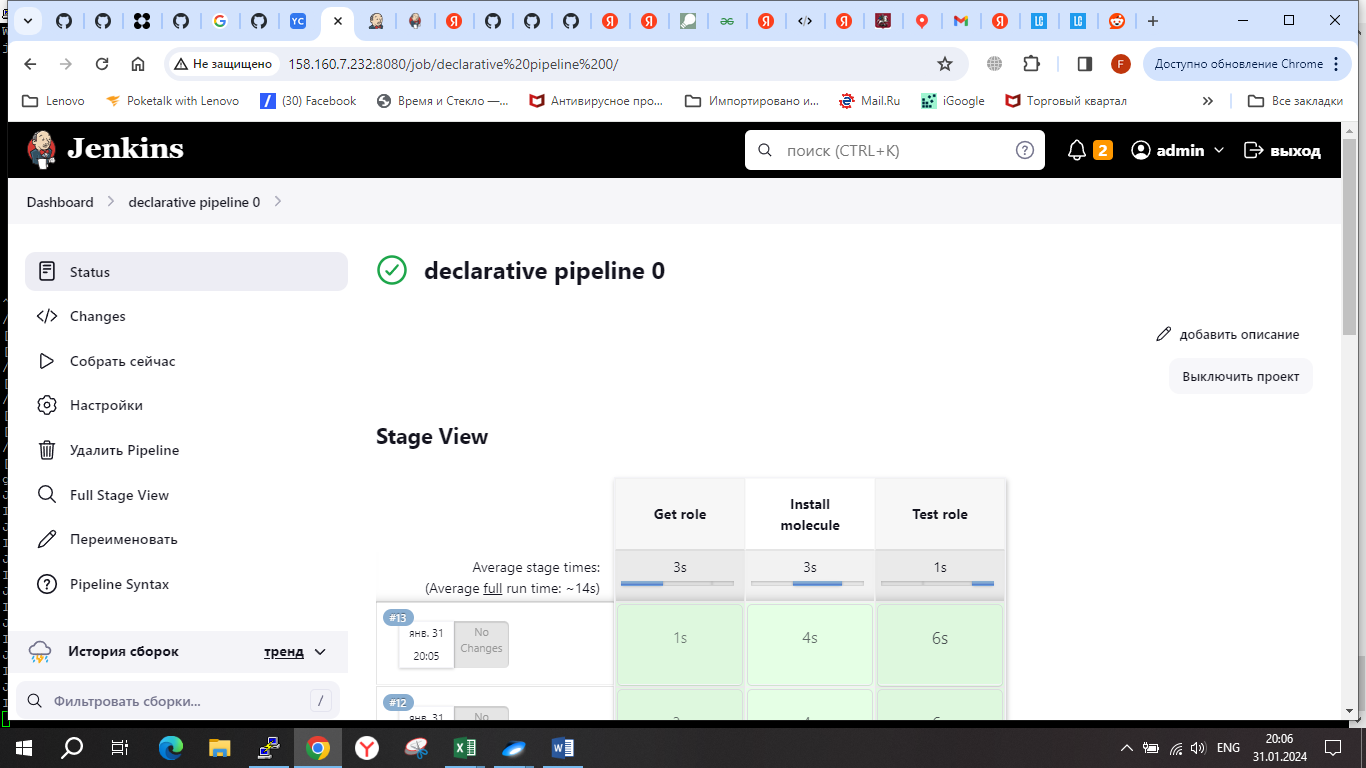 YC
LC
LC
Не защищено
158.160.7.232:8080/job/declarative%20pipeline%200/
F
Доступно обновление Chrome
Lenovo
Poketalk with Lenovo
(30) Facebook
Время и Стекло —...
Антивирусное про...
Импортировано и...
Mail.Ru
iGoogle
Торговый квартал
»
Все закладки
Jenkins
поиск (CTRL+K)
2
admin
выход
Dashboard
declarative pipeline 0
Status
Changes
Собрать сейчас
Настройки
Удалить Pipeline
Full Stage View
Переименовать
Pipeline Syntax
История сборок
тренд
Фильтровать сборки...
/
declarative pipeline 0
добавить описание
Выключить проект
Stage View
Get role
Install molecule
Test role
Average stage times:
3s
3s
1s
(Average full run time: ~14s)
#13
янв. 31
20:05
No
Changes
1s
4s
6s
#12
янв. 31
No
ENG
20:06
31.01.2024